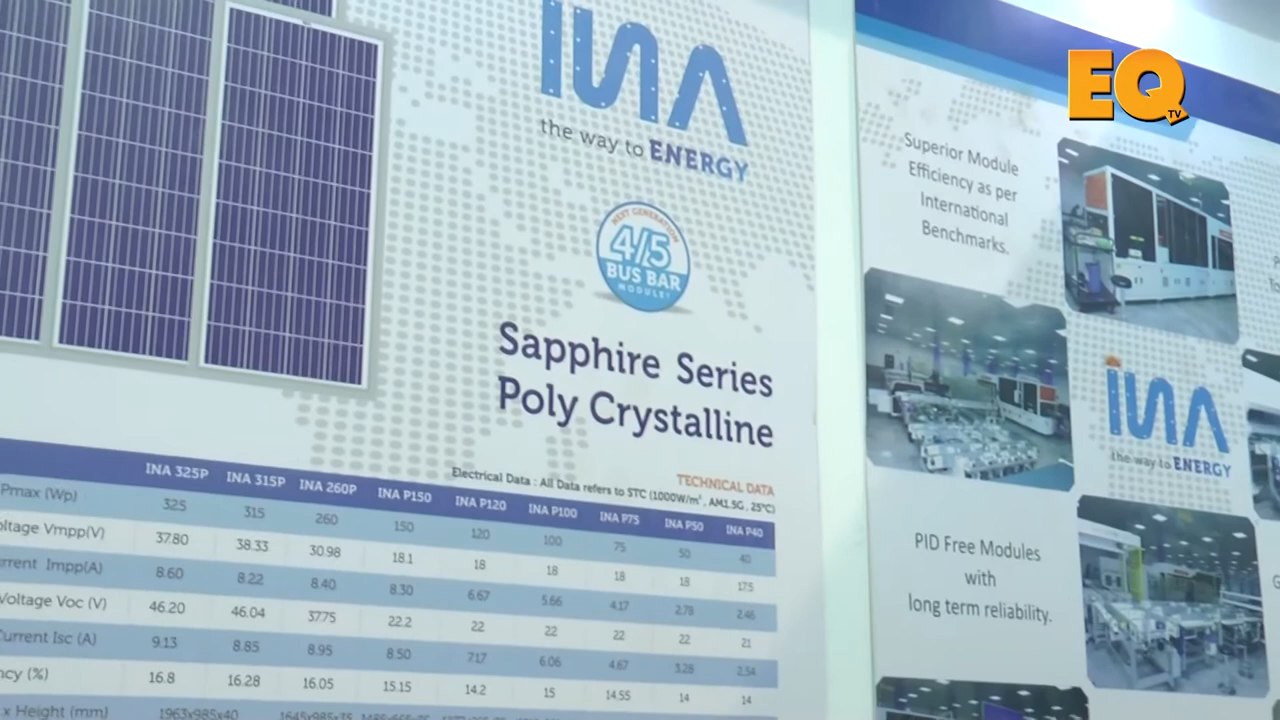 INA
the way to ENERGY
NEXT GENERATION
4/5
BUS BAR
MODULES
Sapphire Series
Poly Crystalline
TECHNICAL DATA
Electrical Data : All Data refers to STC (1000W/m², AM1.5G, 25°C)
INA 325P INA 315P INA 260P INA P150 INA P120 INA P100 INA P75 INA P50 INA P40
Pmax (Wp) 325 315 260 150 120 100 75 50 40
oltage Vmpp(V) 37.80 38.33 30.98 18.1 18 18 18 18 17.5
rrent Impp(A) 8.60 8.22 8.40 8.30 6.67 5.66 4.17 2.78 2.46
Voltage Voc (V) 46.20 46.04 37.75 22.2 22 22 22 22 21
Current Isc (A) 9.13 8.85 8.95 8.50 7.17 6.06 4.67 3.28 2.54
ncy (%) 16.8 16.28 16.05 15.15 14.2 15 14.55 14 14
x Height (mm) 1963x985x40 1645x985x35
EQ
TV
Superior Module
Efficiency as per
International
Benchmarks.
INA
the way to ENERGY
PID Free Modules
with
long term reliability.